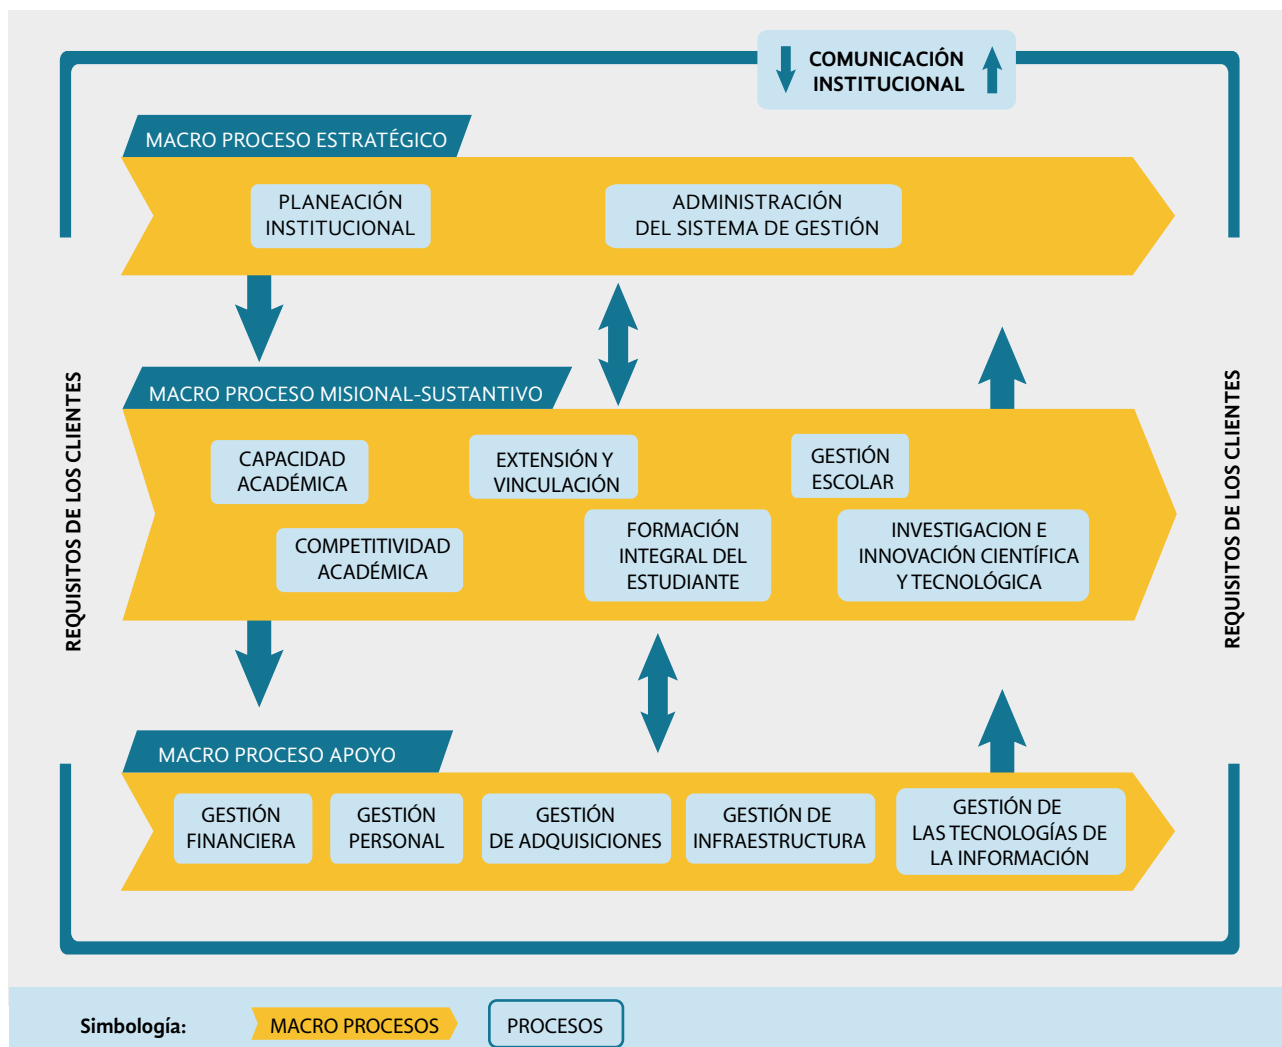 COMUNICACIÓN
INSTITUCIONAL
MACRO PROCESO ESTRATÉGICO
PLANEACIÓN
INSTITUCIONAL
ADMINISTRACIÓN
DEL SISTEMA DE GESTIÓN
REQUISITOS DE LOS CLIENTES
MACRO PROCESO MISIONAL-SUSTANTIVO
CAPACIDAD
ACADÉMICA
EXTENSIÓN Y
VINCULACIÓN
GESTIÓN
ESCOLAR
COMPETITIVIDAD
ACADÉMICA
FORMACIÓN
INTEGRAL DEL
ESTUDIANTE
INVESTIGACION E
INNOVACIÓN CIENTÍFICA
Y TECNOLÓGICA
REQUISITOS DE LOS CLIENTES
MACRO PROCESO APOYO
GESTIÓN
FINANCIERA
GESTIÓN
PERSONAL
GESTIÓN
DE ADQUISICIONES
GESTIÓN DE
INFRAESTRUCTURA
GESTIÓN DE
LAS TECNOLOGÍAS DE
LA INFORMACIÓN
Simbología:
MACRO PROCESOS
PROCESOS